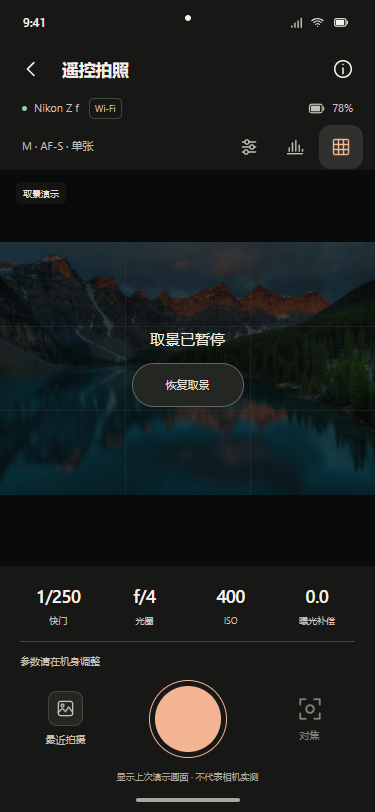 9:41
遥控拍照
Nikon Z f
Wi-Fi
78%
M · AF-S · 单张
取景演示
取景已暂停
恢复取景
1/250
f/4
400
0.0
快门
光圈
ISO
曝光补偿
参数请在机身调整
最近拍摄
对焦
显示上次演示画面 · 不代表相机实测